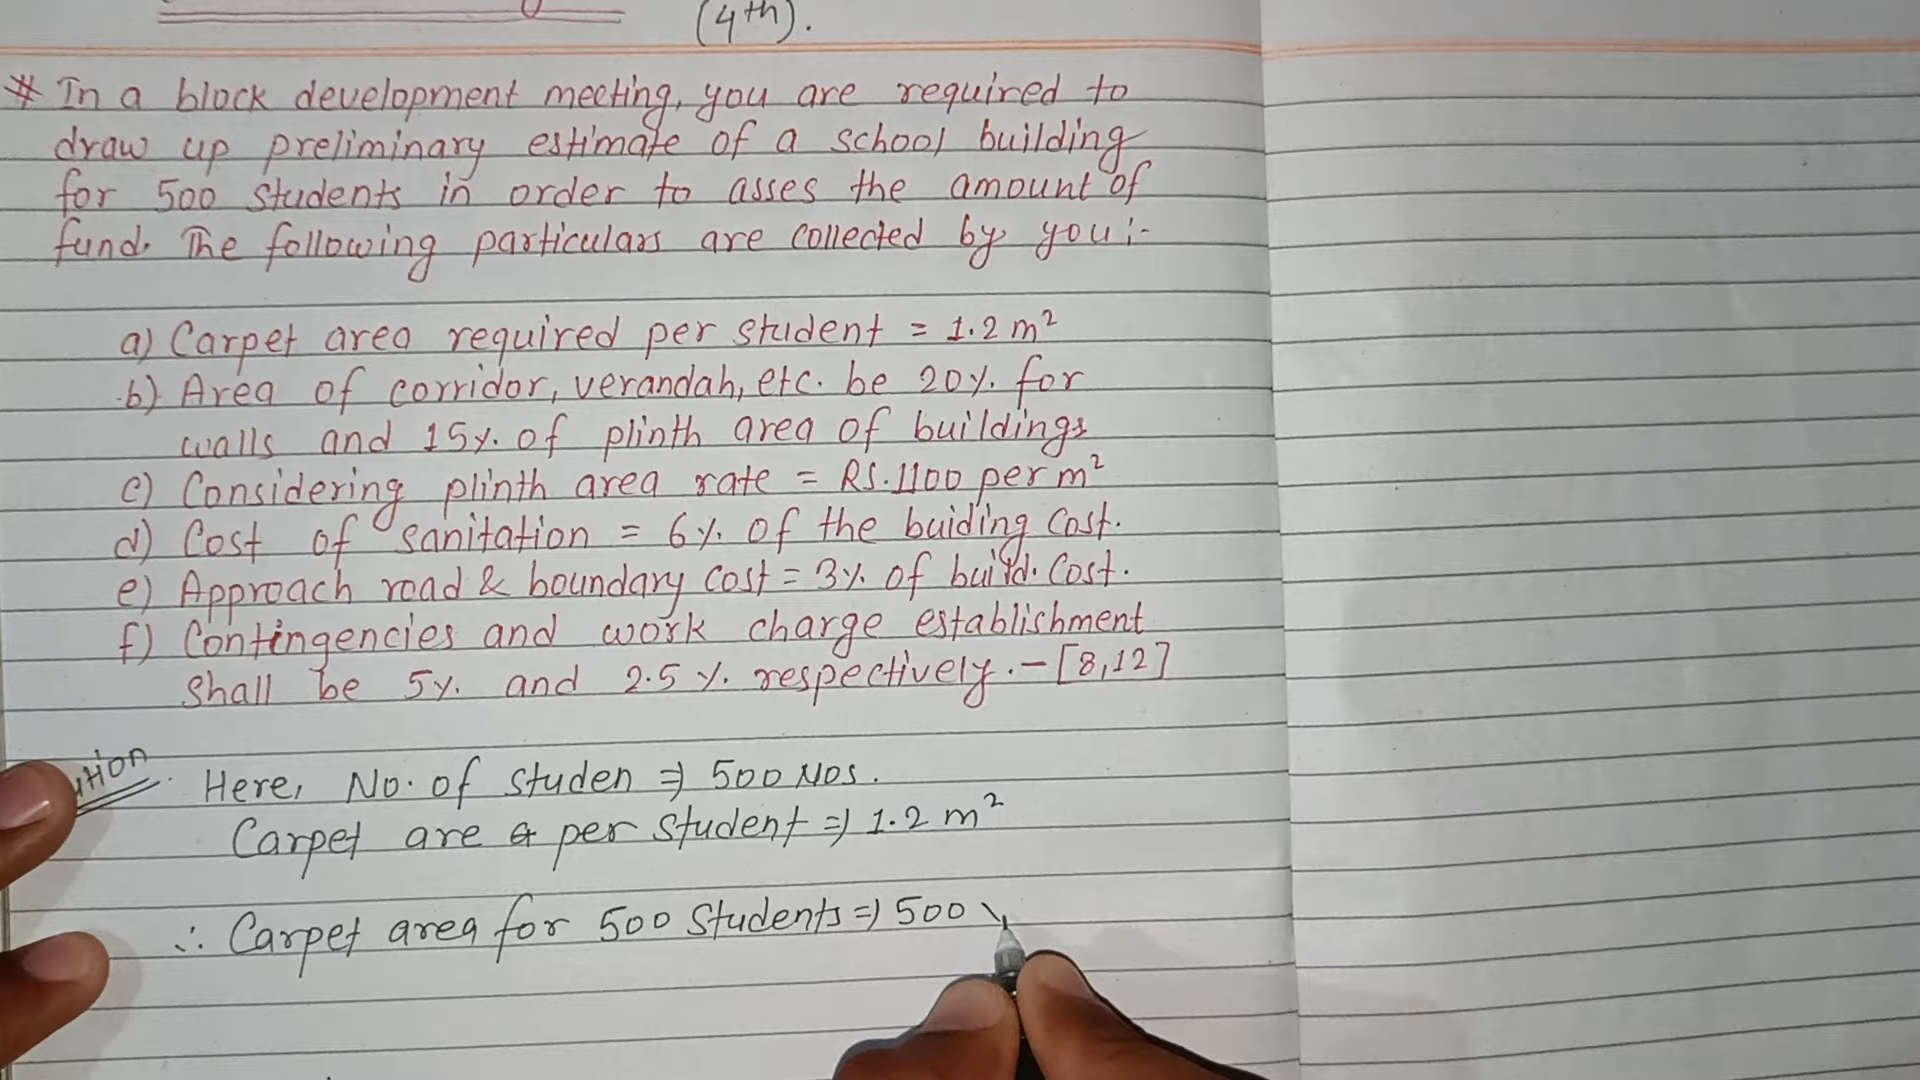 (4th).
# In a block development meeting, you are required to
draw up preliminary estimate of a school building
for 500 students in order to asses the amount of
fund. The following particulars are collected by you:-
a) Carpet area required per student = 1.2 m²
b) Area of corridor, verandah, etc. be 20%. for
walls and 15%. of plinth area of buildings
c) Considering plinth area rate = RS. 1100 per m²
d) Cost of sanitation = 6%. of the buiding cost.
e) Approach road & boundary cost = 3%. of build. cost.
f) Contingencies and work charge establishment
shall be 5%. and 2.5%. respectively. - [8,12]
Here, No. of studen => 500 Nos.
Carpet are a per student => 1.2 m²
∴ Carpet area for 500 Students => 500